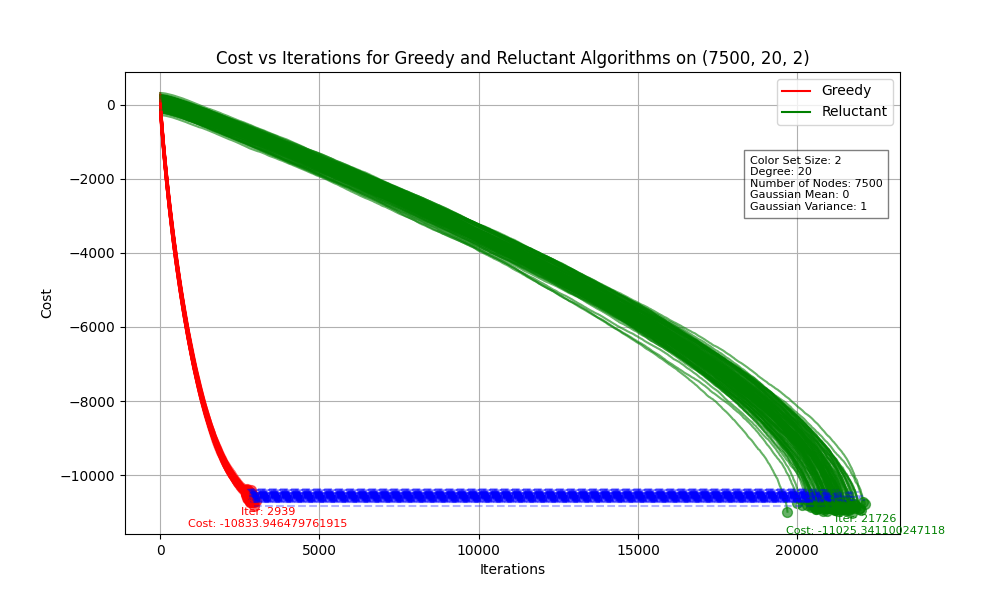 Cost vs Iterations for Greedy and Reluctant Algorithms on (7500, 20, 2)
Greedy
Reluctant
Color Set Size: 2
Degree: 20
Number of Nodes: 7500
Gaussian Mean: 0
Gaussian Variance: 1
Cost
0
−2000
−4000
−6000
−8000
−10000
Iter: 2939
Cost: -10833.946479761915
Iter: 21726
Cost: -11025.341100247118
0
5000
10000
15000
20000
Iterations